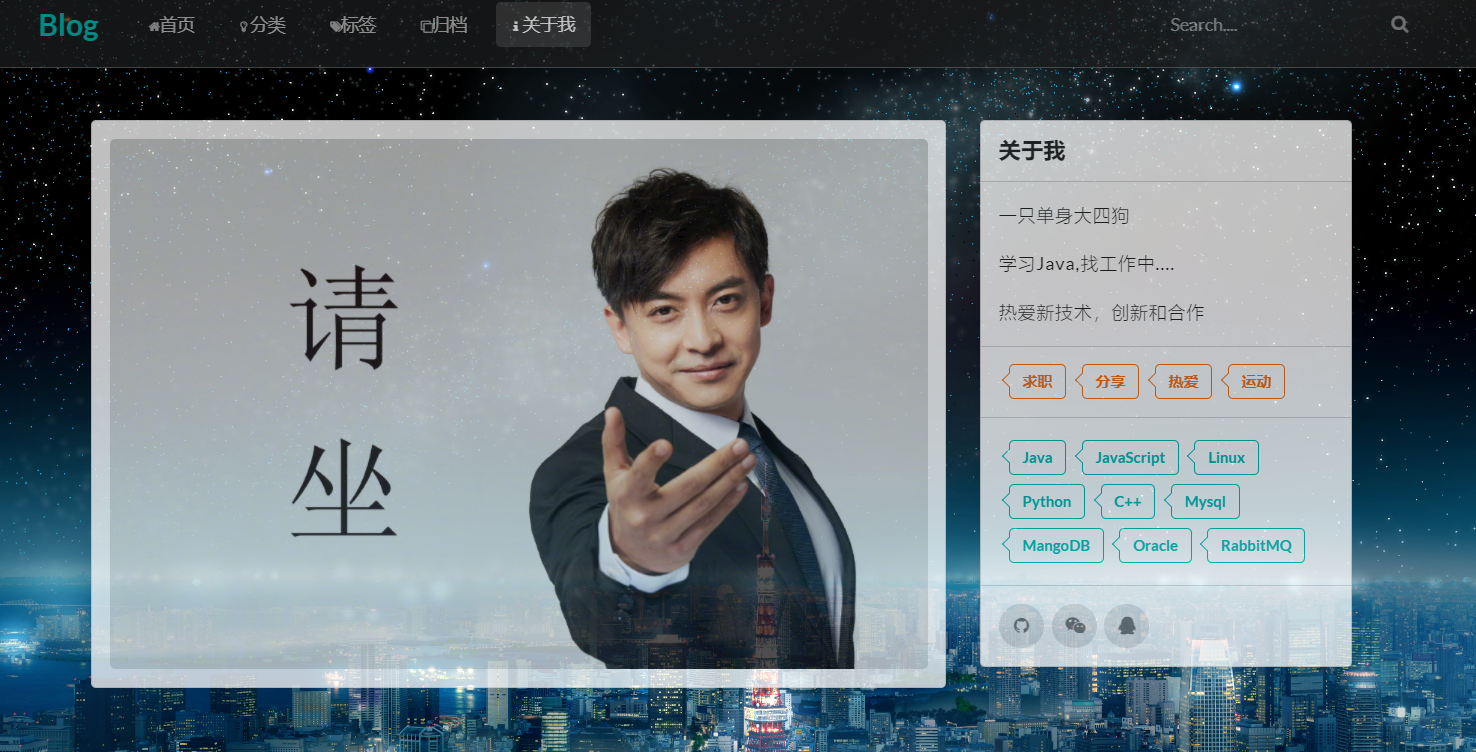 Blog 首页 分类 标签 归档 关于我 Search....
请
坐
关于我
一只单身大四狗
学习Java,找工作中....
热爱新技术，创新和合作
求职 分享 热爱 运动
Java JavaScript Linux
Python C++ Mysql
MangoDB Oracle RabbitMQ